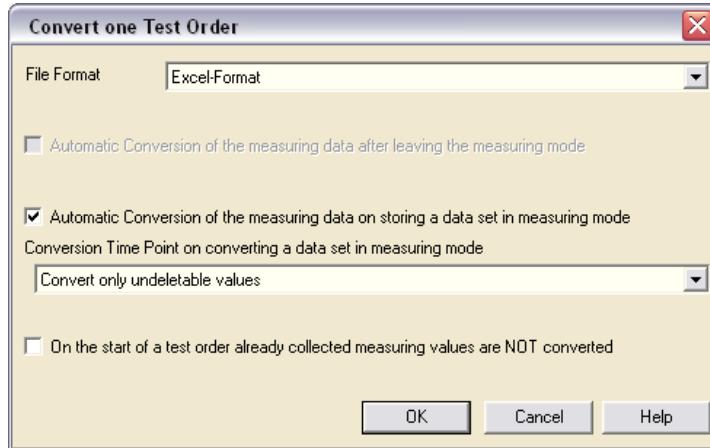 Convert one Test Order
File Format
Excel-Format
Automatic Conversion of the measuring data after leaving the measuring mode
Automatic Conversion of the measuring data on storing a data set in measuring mode
Conversion Time Point on converting a data set in measuring mode
Convert only undeletable values
On the start of a test order already collected measuring values are NOT converted
OK
Cancel
Help